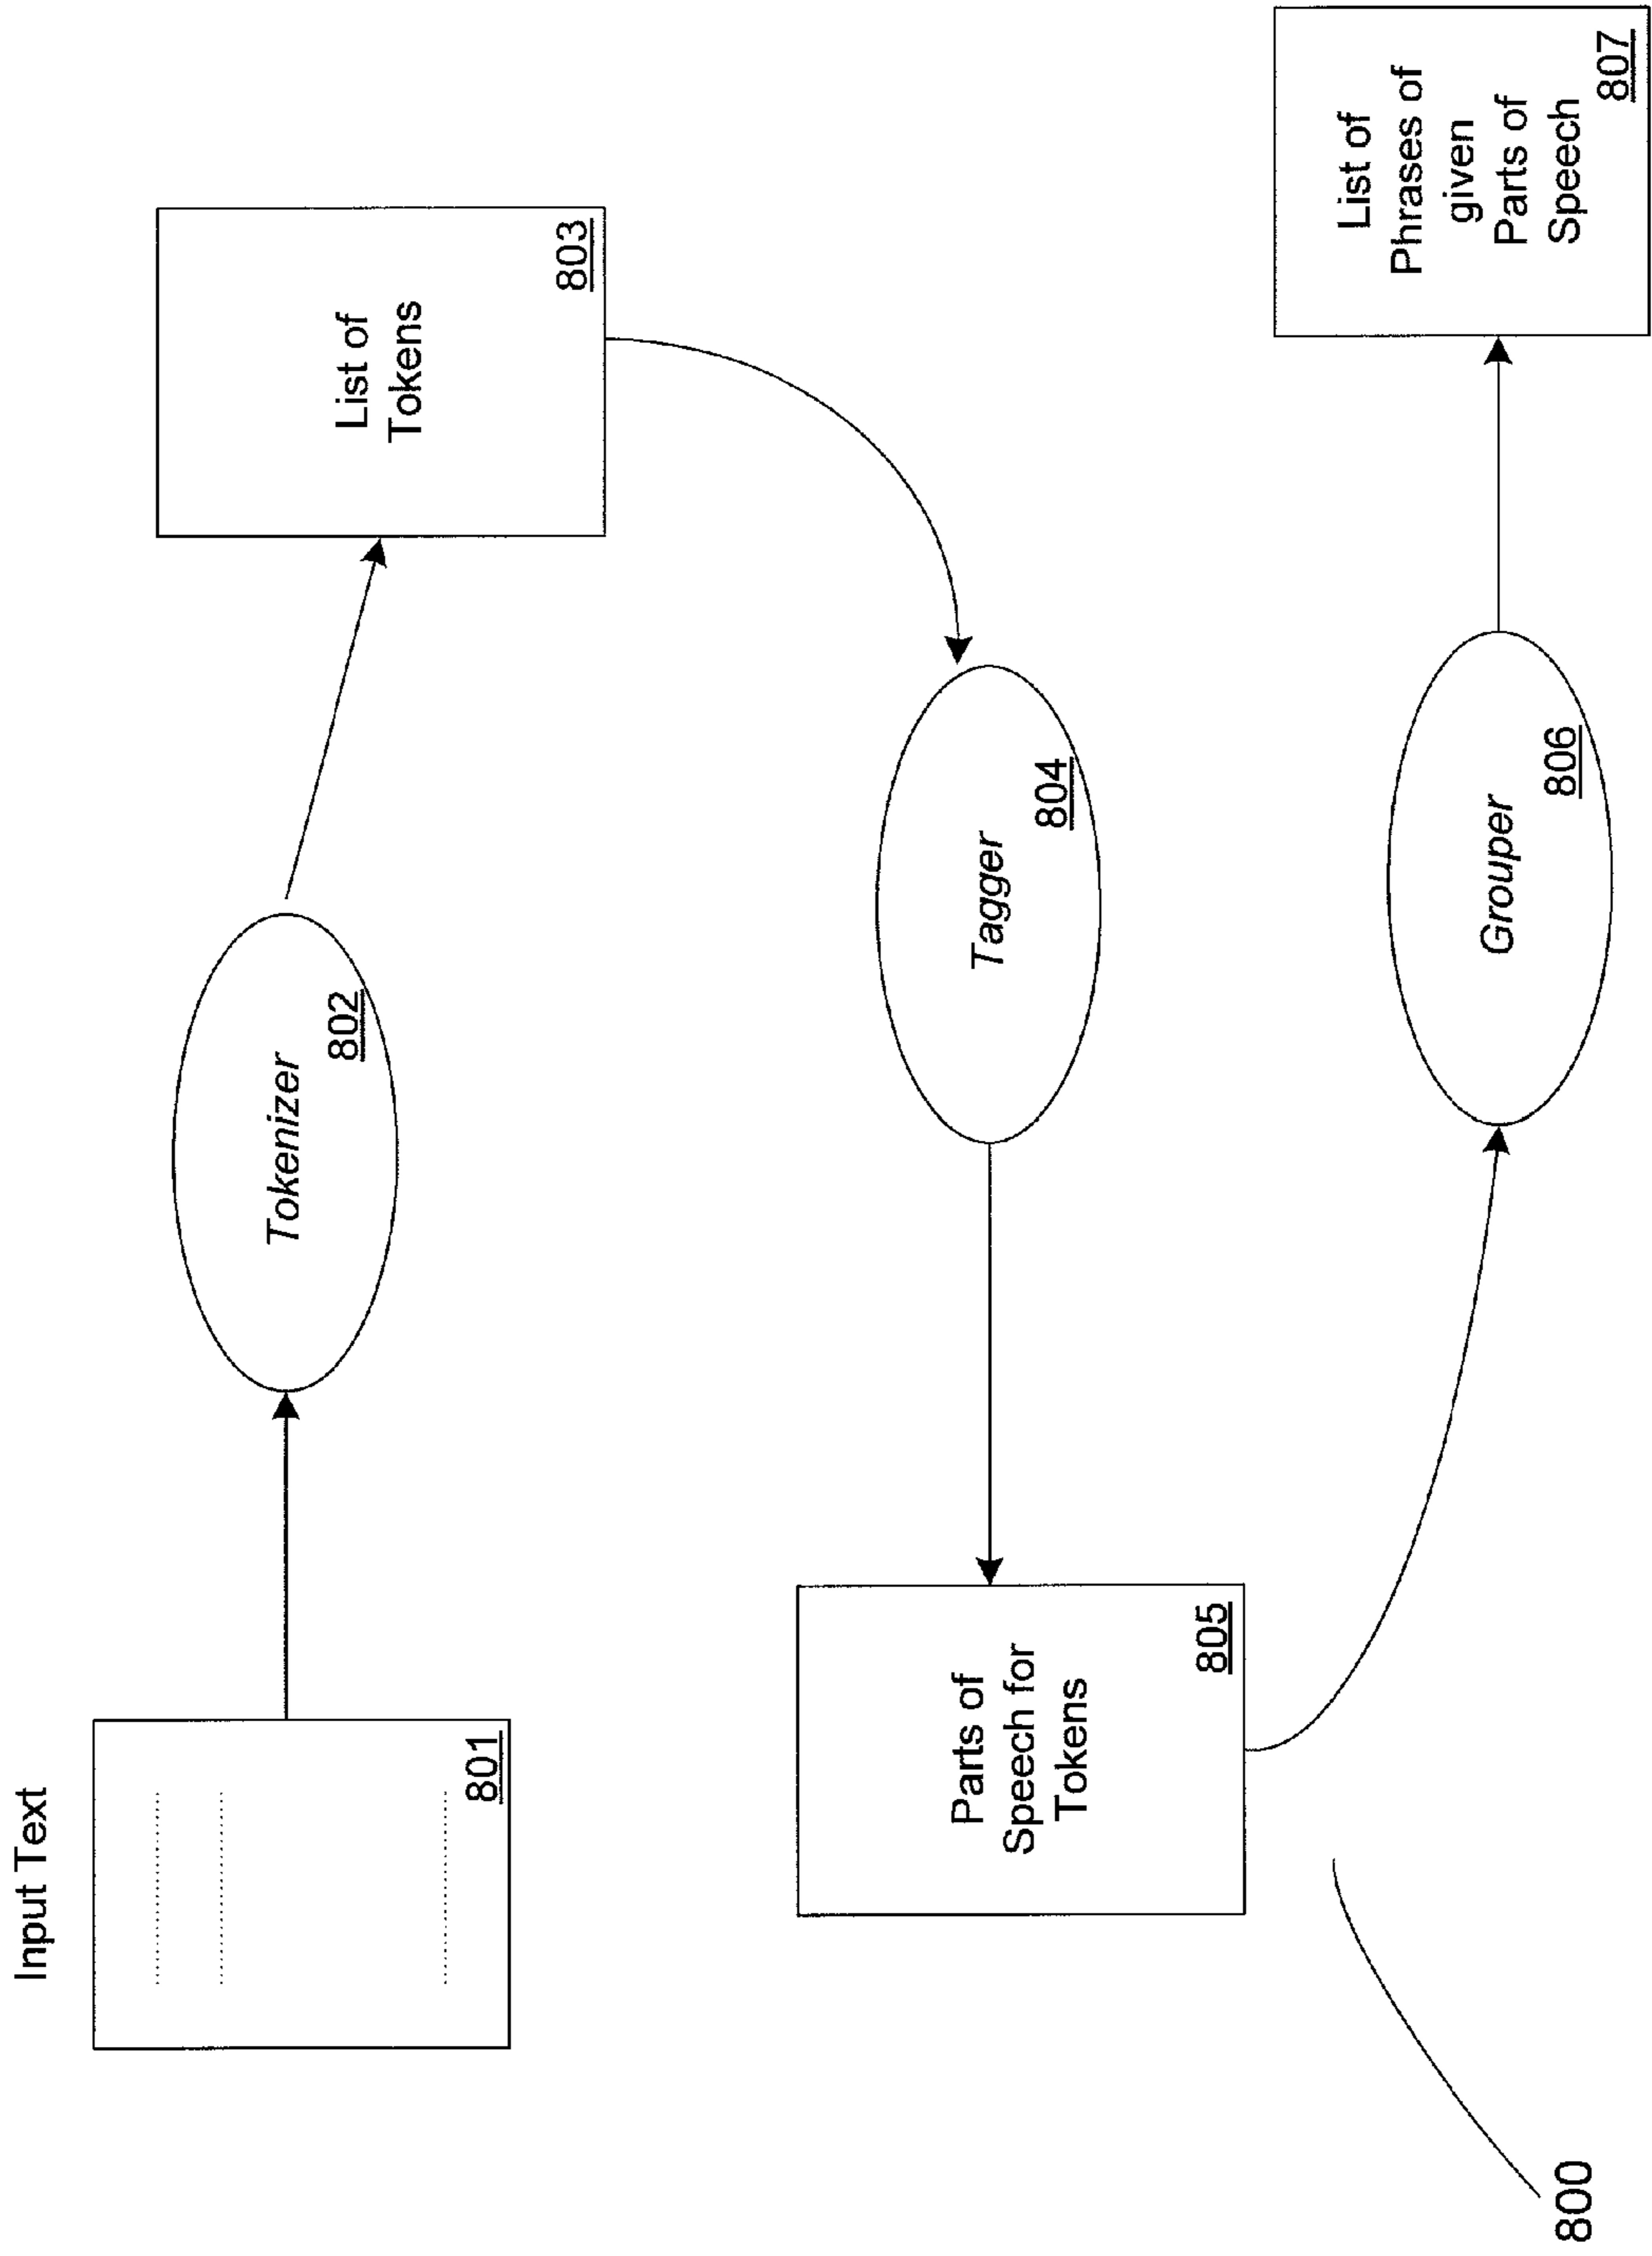 Input Text
801
Tokenizer
802
List of
Tokens
803
Tagger
804
Parts of
Speech for
Tokens
805
Grouper
806
List of
Phrases of
given
Parts of
Speech
807
800